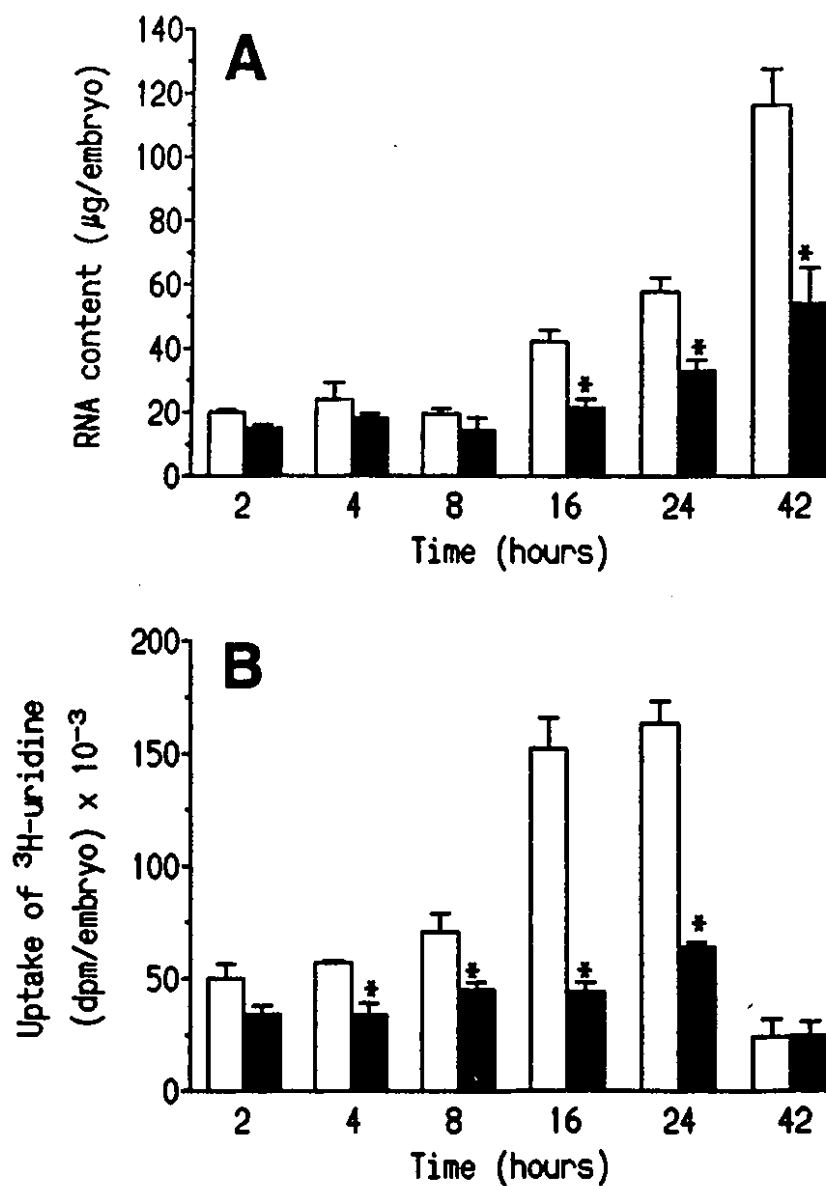 A
RNA content (µg/embryo)
140
120
100
80
60
40
20
0
*
*
*
2 4 8 16 24 42
Time (hours)
B
Uptake of ³H-uridine
(dpm/embryo) x 10⁻³
200
150
100
50
0
*
*
*
*
2 4 8 16 24 42
Time (hours)